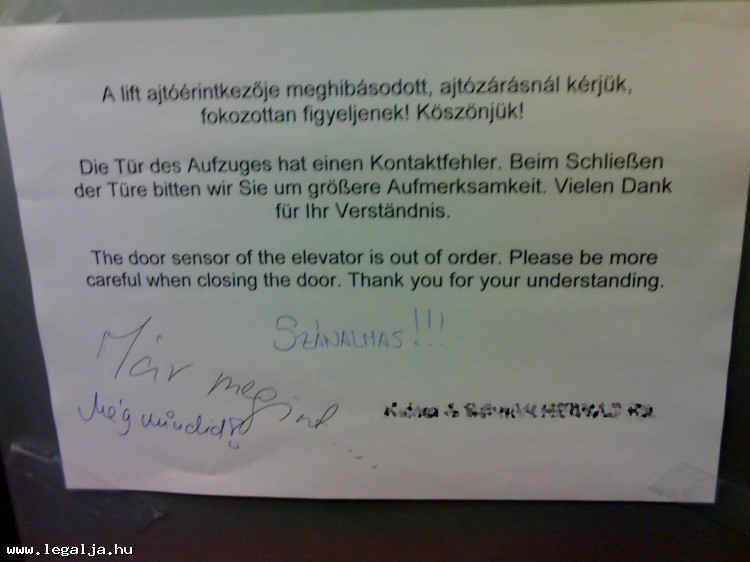 A lift ajtóérintkezője meghibásodott, ajtózárásnál kérjük,
fokozottan figyeljenek! Köszönjük!
Die Tür des Aufzuges hat einen Kontaktfehler. Beim Schließen
der Türe bitten wir Sie um größere Aufmerksamkeit. Vielen Dank
für Ihr Verständnis.
The door sensor of the elevator is out of order. Please be more
careful when closing the door. Thank you for your understanding.
SZÁNALMAS!!!
Már megint
Még mindid?
www.legalja.hu